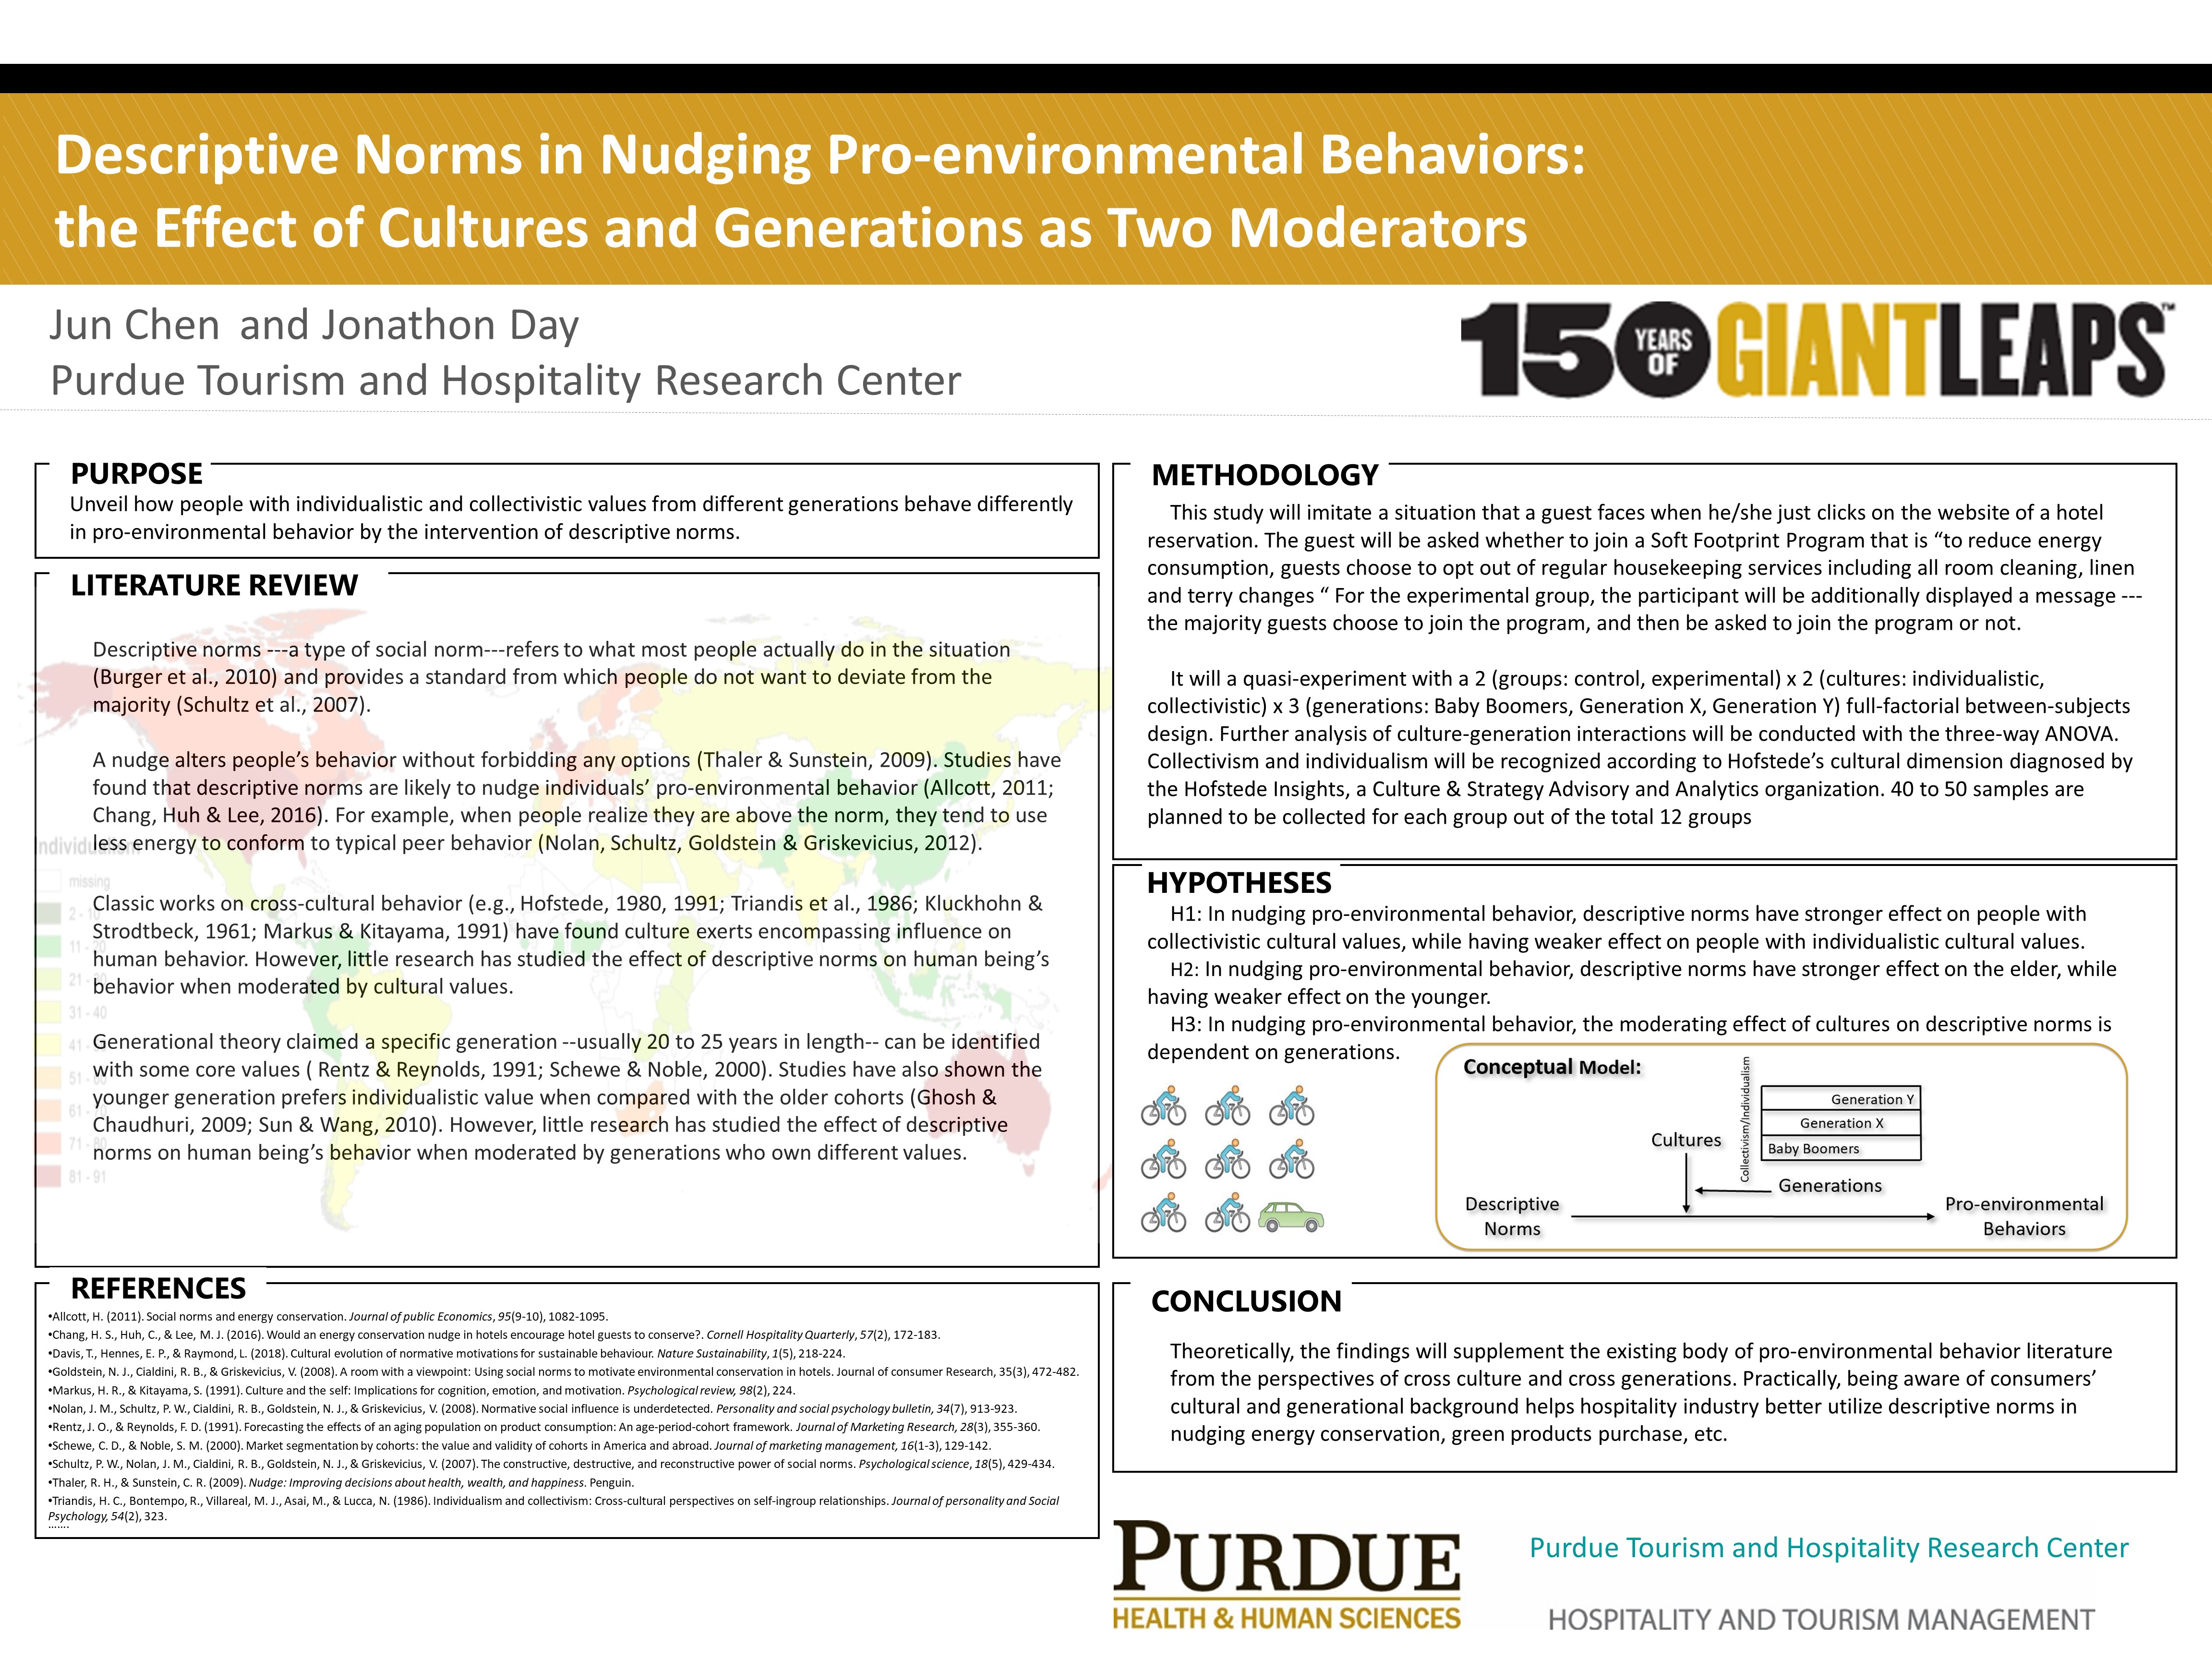 Descriptive Norms in Nudging Pro-environmental Behaviors:
the Effect of Cultures and Generations as Two Moderators
Jun Chen and Jonathon Day
Purdue Tourism and Hospitality Research Center
150 YEARS OF GIANTLEAPS™
PURPOSE
Unveil how people with individualistic and collectivistic values from different generations behave differently
in pro-environmental behavior by the intervention of descriptive norms.
LITERATURE REVIEW
Descriptive norms ---a type of social norm---refers to what most people actually do in the situation
(Burger et al., 2010) and provides a standard from which people do not want to deviate from the
majority (Schultz et al., 2007).
A nudge alters people’s behavior without forbidding any options (Thaler & Sunstein, 2009). Studies have
found that descriptive norms are likely to nudge individuals’ pro-environmental behavior (Allcott, 2011;
Chang, Huh & Lee, 2016). For example, when people realize they are above the norm, they tend to use
less energy to conform to typical peer behavior (Nolan, Schultz, Goldstein & Griskevicius, 2012).
Classic works on cross-cultural behavior (e.g., Hofstede, 1980, 1991; Triandis et al., 1986; Kluckhohn &
Strodtbeck, 1961; Markus & Kitayama, 1991) have found culture exerts encompassing influence on
human behavior. However, little research has studied the effect of descriptive norms on human being’s
behavior when moderated by cultural values.
Generational theory claimed a specific generation --usually 20 to 25 years in length-- can be identified
with some core values ( Rentz & Reynolds, 1991; Schewe & Noble, 2000). Studies have also shown the
younger generation prefers individualistic value when compared with the older cohorts (Ghosh &
Chaudhuri, 2009; Sun & Wang, 2010). However, little research has studied the effect of descriptive
norms on human being’s behavior when moderated by generations who own different values.
Individualism
missing
2 - 10
11 - 20
21 - 30
31 - 40
41 - 50
51 - 60
61 - 70
71 - 80
81 - 91
REFERENCES
•Allcott, H. (2011). Social norms and energy conservation. Journal of public Economics, 95(9-10), 1082-1095.
•Chang, H. S., Huh, C., & Lee, M. J. (2016). Would an energy conservation nudge in hotels encourage hotel guests to conserve?. Cornell Hospitality Quarterly, 57(2), 172-183.
•Davis, T., Hennes, E. P., & Raymond, L. (2018). Cultural evolution of normative motivations for sustainable behaviour. Nature Sustainability, 1(5), 218-224.
•Goldstein, N. J., Cialdini, R. B., & Griskevicius, V. (2008). A room with a viewpoint: Using social norms to motivate environmental conservation in hotels. Journal of consumer Research, 35(3), 472-482.
•Markus, H. R., & Kitayama, S. (1991). Culture and the self: Implications for cognition, emotion, and motivation. Psychological review, 98(2), 224.
•Nolan, J. M., Schultz, P. W., Cialdini, R. B., Goldstein, N. J., & Griskevicius, V. (2008). Normative social influence is underdetected. Personality and social psychology bulletin, 34(7), 913-923.
•Rentz, J. O., & Reynolds, F. D. (1991). Forecasting the effects of an aging population on product consumption: An age-period-cohort framework. Journal of Marketing Research, 28(3), 355-360.
•Schewe, C. D., & Noble, S. M. (2000). Market segmentation by cohorts: the value and validity of cohorts in America and abroad. Journal of marketing management, 16(1-3), 129-142.
•Schultz, P. W., Nolan, J. M., Cialdini, R. B., Goldstein, N. J., & Griskevicius, V. (2007). The constructive, destructive, and reconstructive power of social norms. Psychological science, 18(5), 429-434.
•Thaler, R. H., & Sunstein, C. R. (2009). Nudge: Improving decisions about health, wealth, and happiness. Penguin.
•Triandis, H. C., Bontempo, R., Villareal, M. J., Asai, M., & Lucca, N. (1986). Individualism and collectivism: Cross-cultural perspectives on self-ingroup relationships. Journal of personality and Social
Psychology, 54(2), 323.
.......
METHODOLOGY
This study will imitate a situation that a guest faces when he/she just clicks on the website of a hotel
reservation. The guest will be asked whether to join a Soft Footprint Program that is “to reduce energy
consumption, guests choose to opt out of regular housekeeping services including all room cleaning, linen
and terry changes “ For the experimental group, the participant will be additionally displayed a message ---
the majority guests choose to join the program, and then be asked to join the program or not.
It will a quasi-experiment with a 2 (groups: control, experimental) x 2 (cultures: individualistic,
collectivistic) x 3 (generations: Baby Boomers, Generation X, Generation Y) full-factorial between-subjects
design. Further analysis of culture-generation interactions will be conducted with the three-way ANOVA.
Collectivism and individualism will be recognized according to Hofstede’s cultural dimension diagnosed by
the Hofstede Insights, a Culture & Strategy Advisory and Analytics organization. 40 to 50 samples are
planned to be collected for each group out of the total 12 groups
HYPOTHESES
H1: In nudging pro-environmental behavior, descriptive norms have stronger effect on people with
collectivistic cultural values, while having weaker effect on people with individualistic cultural values.
H2: In nudging pro-environmental behavior, descriptive norms have stronger effect on the elder, while
having weaker effect on the younger.
H3: In nudging pro-environmental behavior, the moderating effect of cultures on descriptive norms is
dependent on generations.
Conceptual Model:
Collectivism/Individualism
Generation Y
Generation X
Baby Boomers
Cultures
Generations
Descriptive
Norms
Pro-environmental
Behaviors
CONCLUSION
Theoretically, the findings will supplement the existing body of pro-environmental behavior literature
from the perspectives of cross culture and cross generations. Practically, being aware of consumers’
cultural and generational background helps hospitality industry better utilize descriptive norms in
nudging energy conservation, green products purchase, etc.
PURDUE
HEALTH & HUMAN SCIENCES
Purdue Tourism and Hospitality Research Center
HOSPITALITY AND TOURISM MANAGEMENT